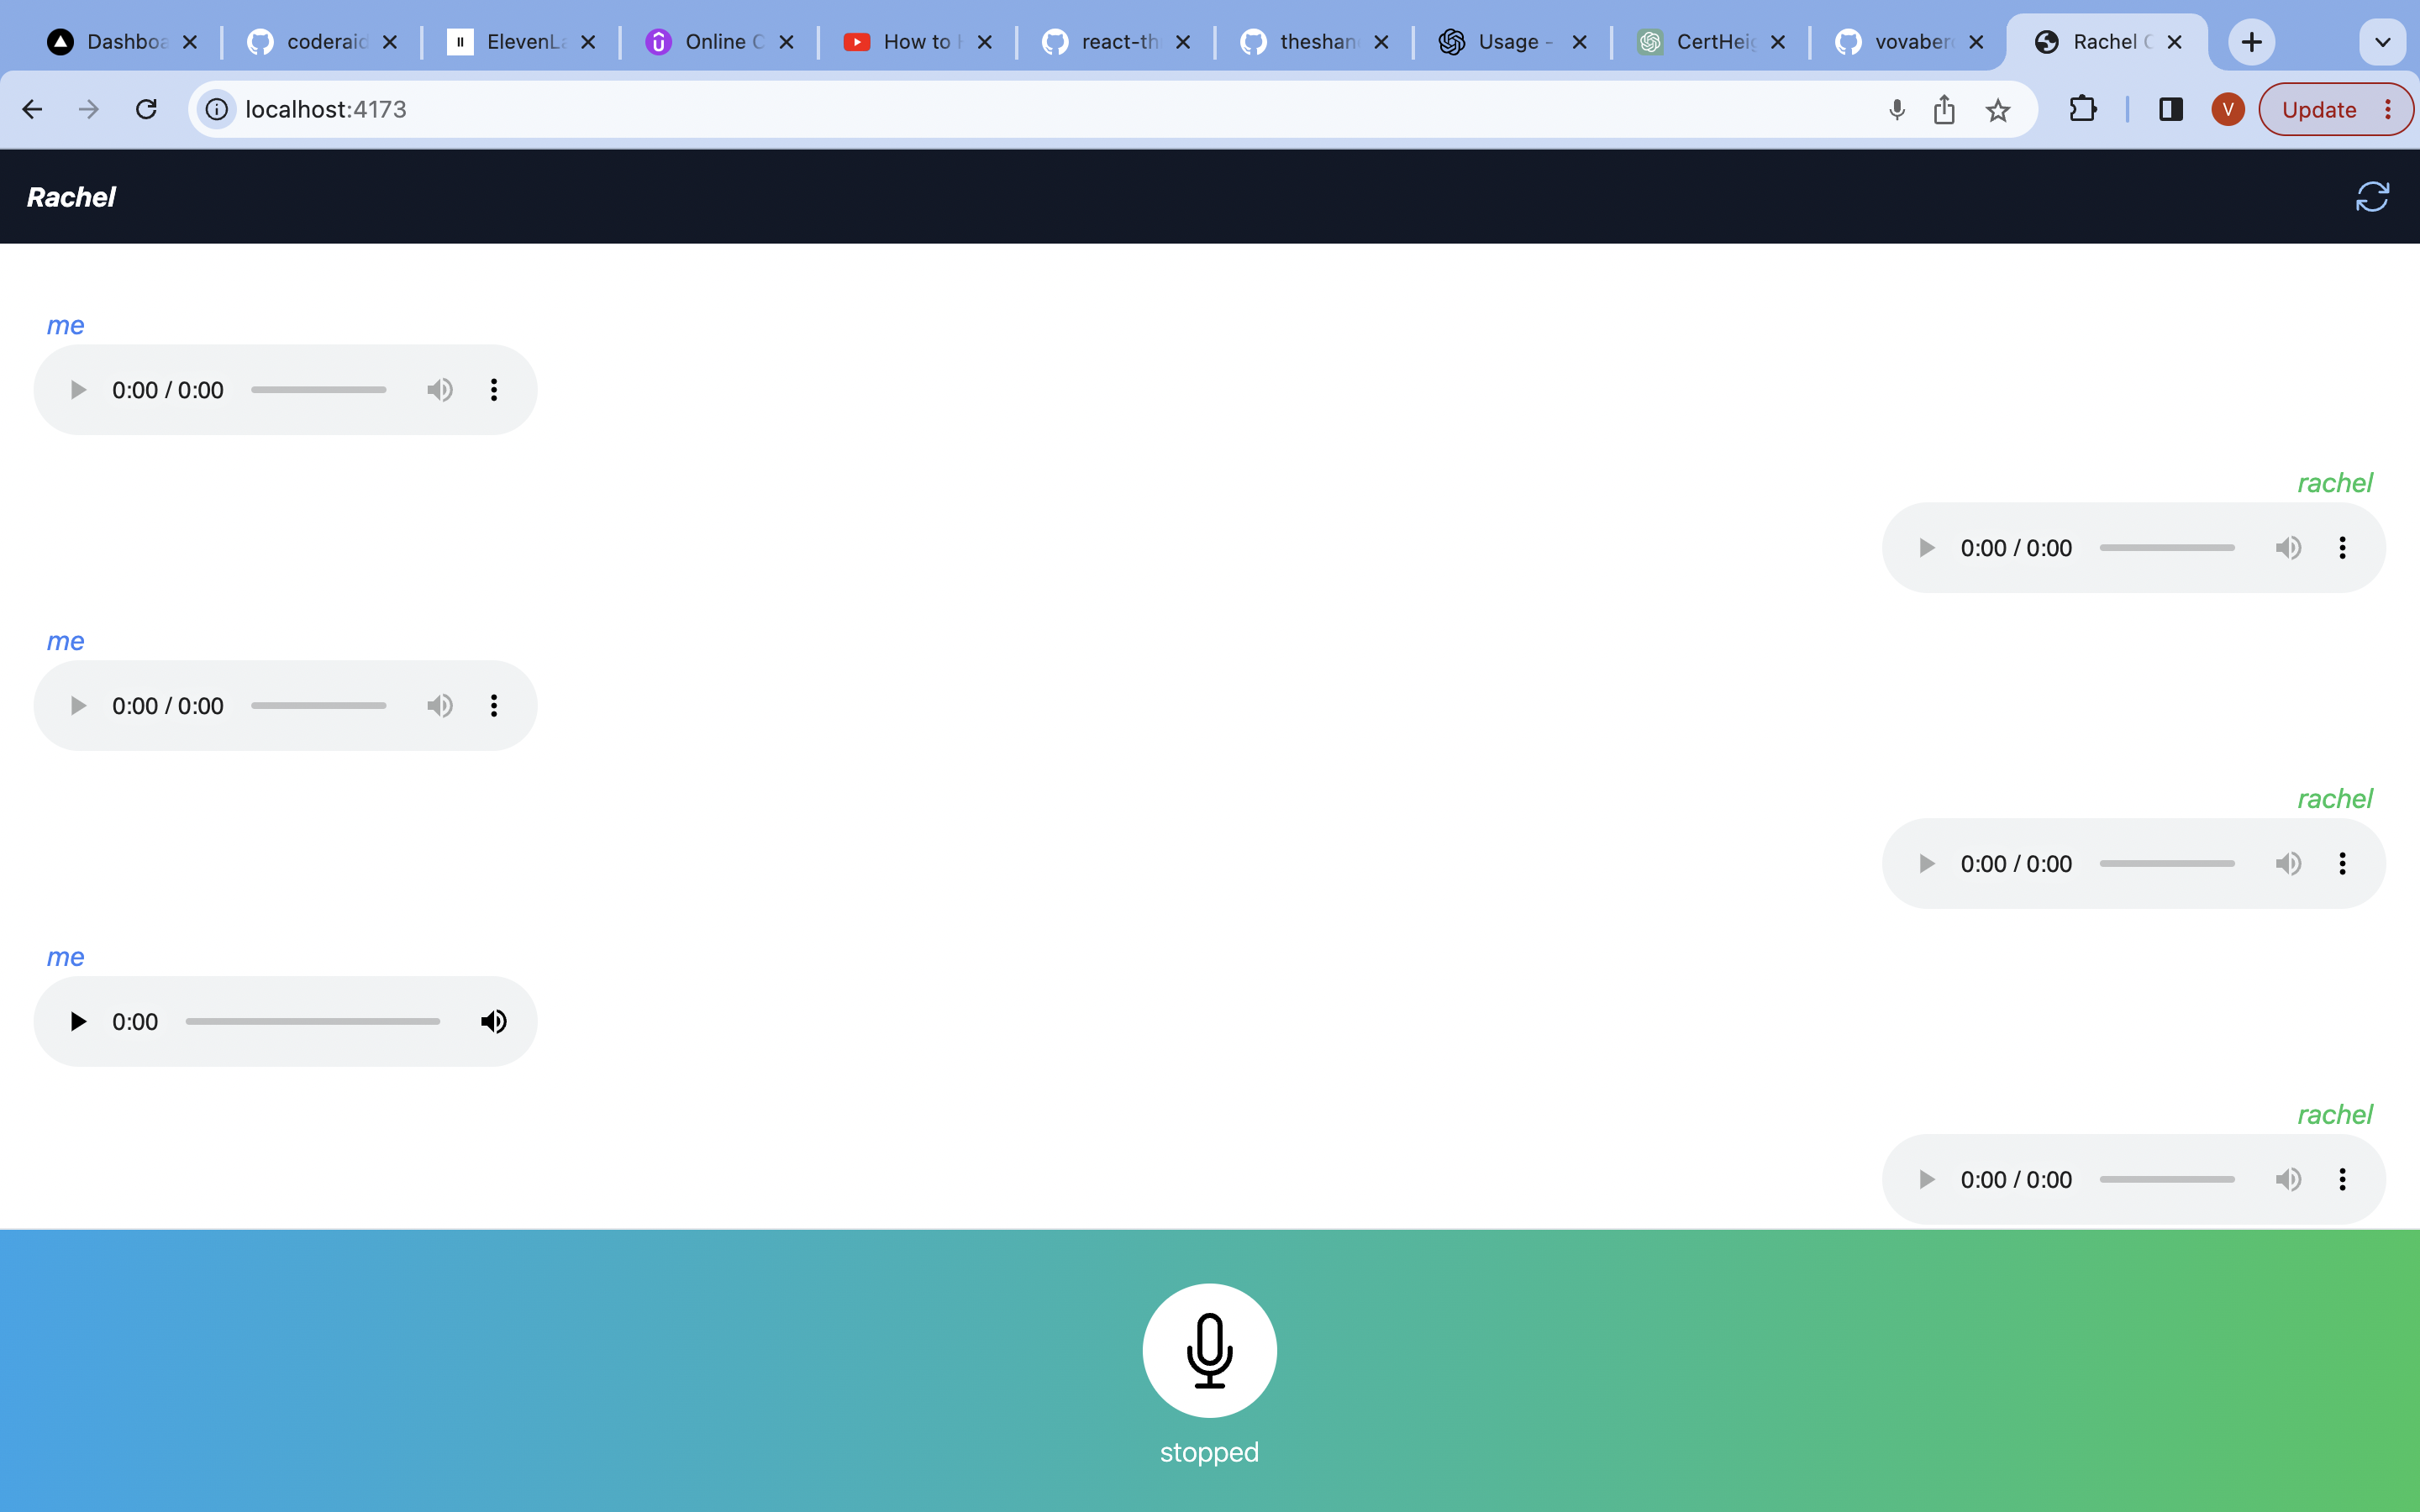 Dashboa
coderaid
ElevenLa
Online C
How to
react-th
theshan
Usage -
CertHeig
vovaber
Rachel C
localhost:4173
V
Update
Rachel
me
0:00 / 0:00
rachel
0:00 / 0:00
me
0:00 / 0:00
rachel
0:00 / 0:00
me
0:00
rachel
0:00 / 0:00
stopped